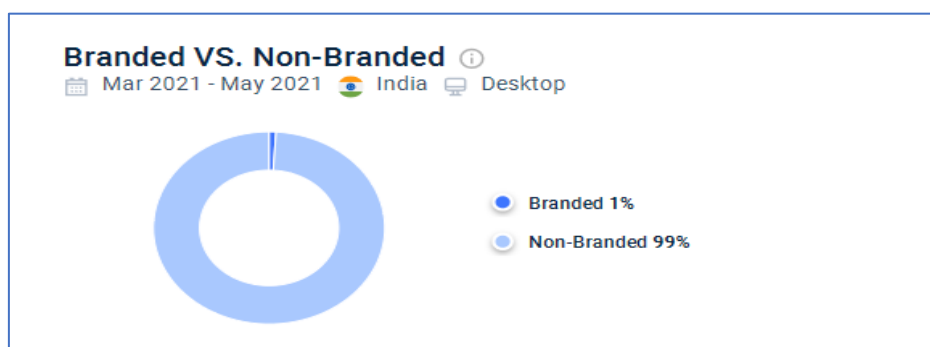 Branded VS. Non-Branded
Mar 2021 - May 2021 India Desktop
Branded 1%
Non-Branded 99%